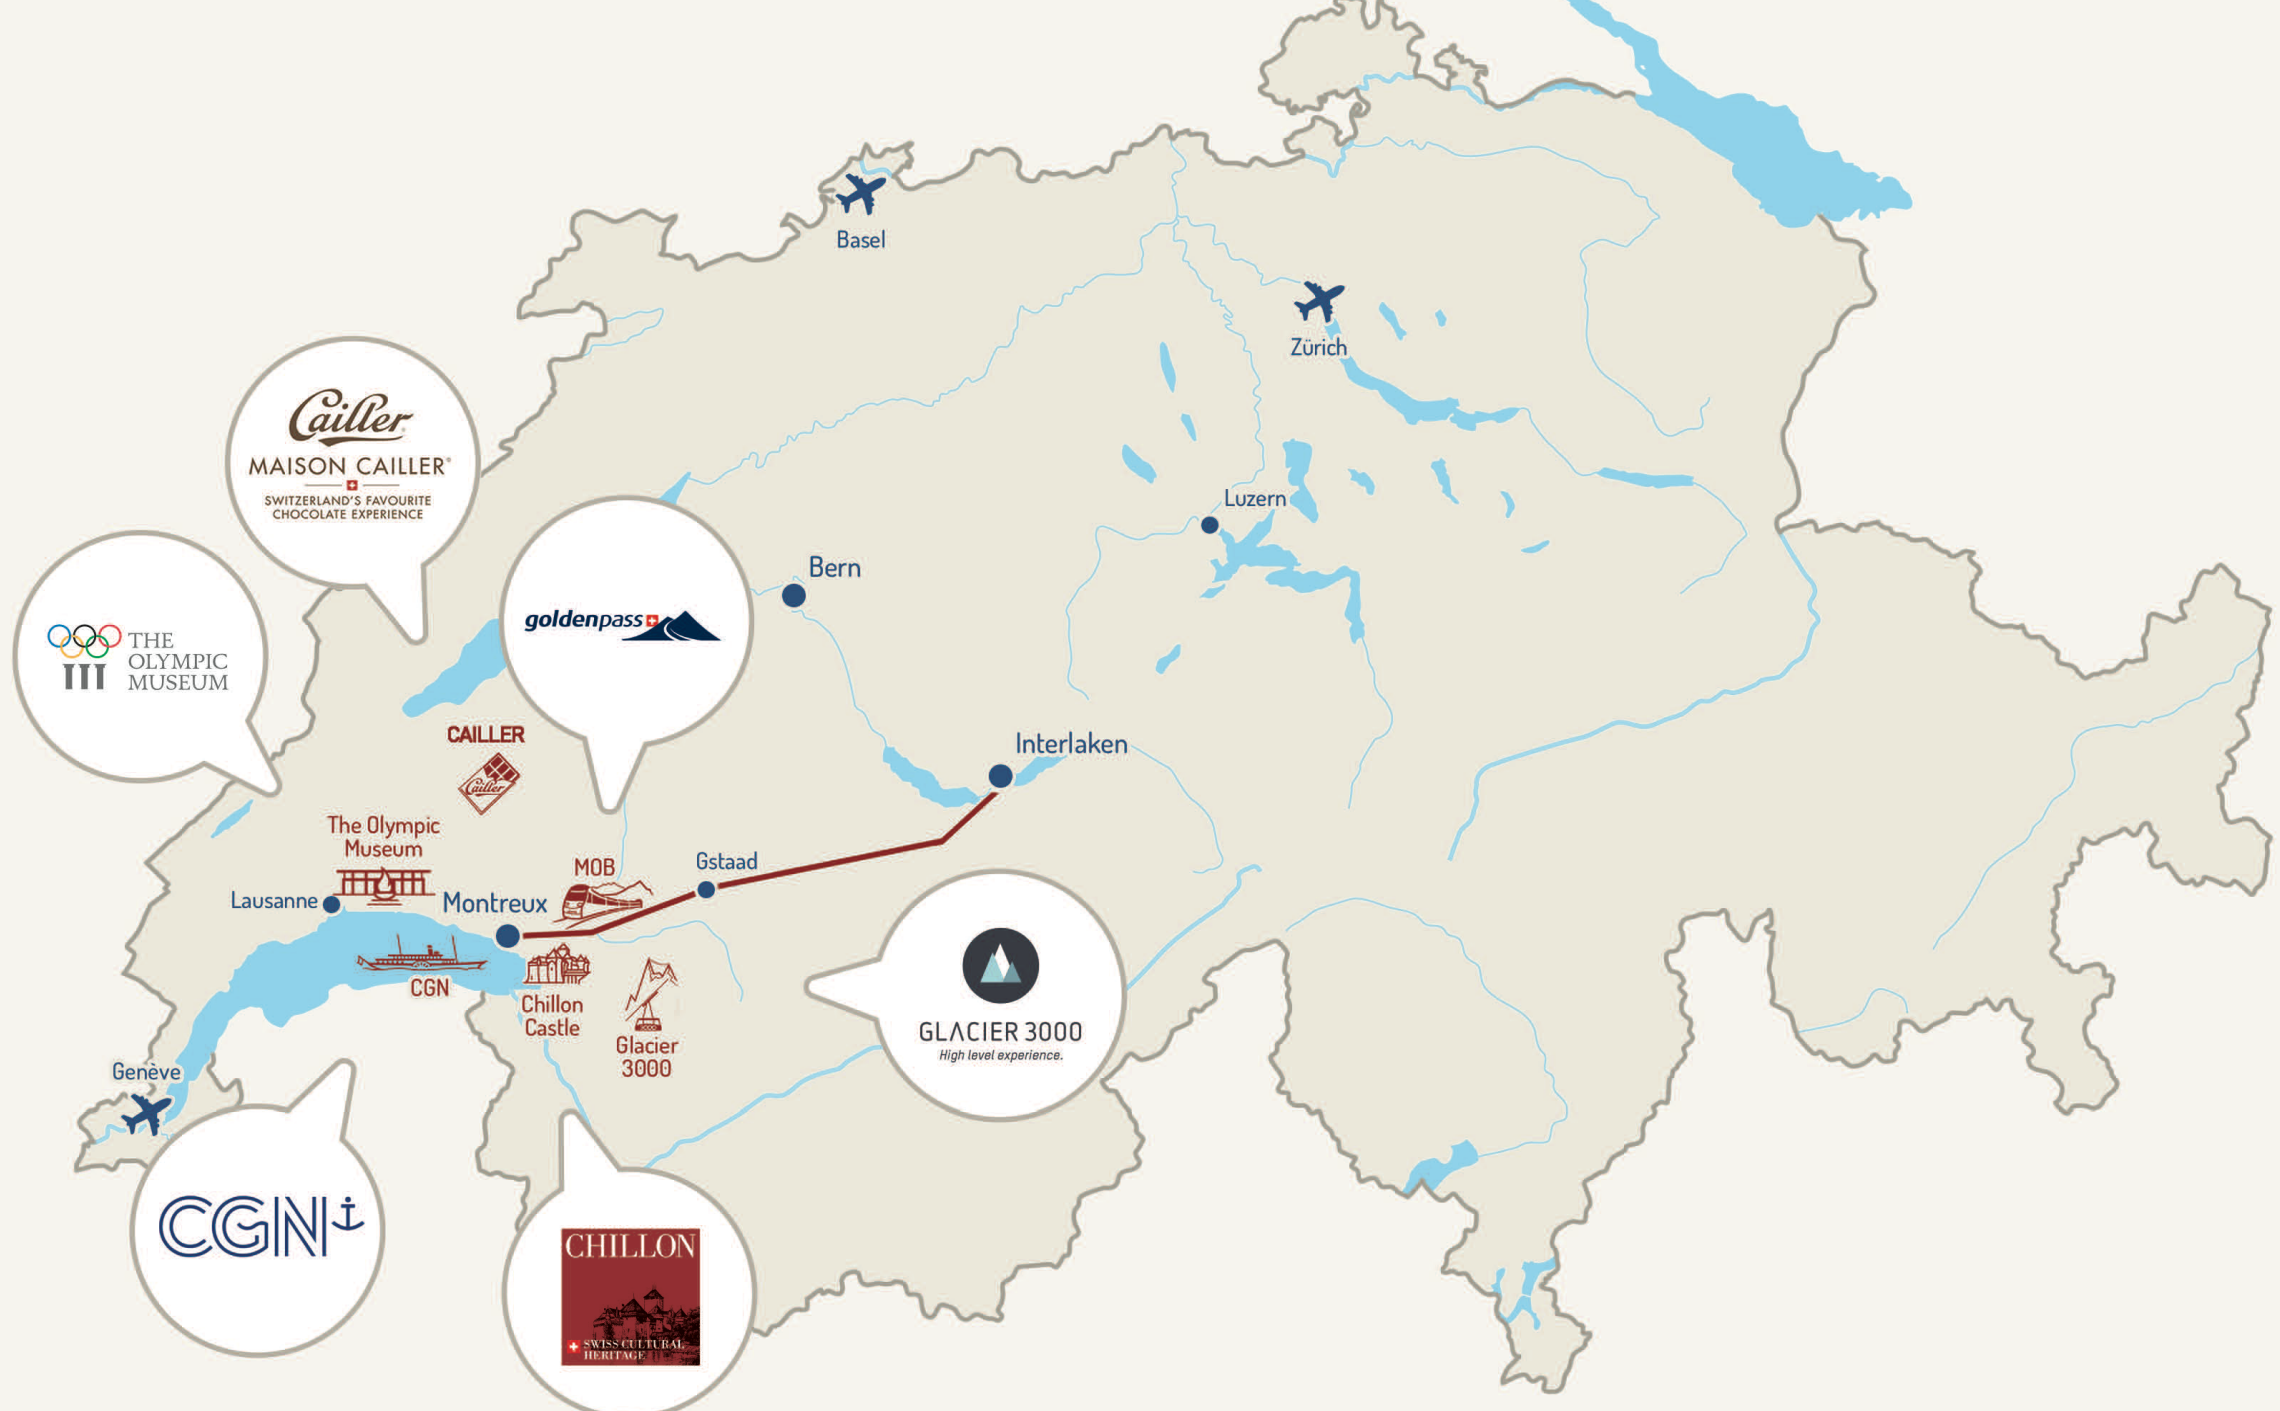 Basel
Zürich
Cailler
MAISON CAILLER®
SWITZERLAND'S FAVOURITE
CHOCOLATE EXPERIENCE
Luzern
goldenpass
Bern
THE
OLYMPIC
MUSEUM
CAILLER
Cailler
Interlaken
The Olympic
Museum
MOB
Gstaad
Lausanne
Montreux
CGN
Chillon
Castle
Glacier
3000
GLACIER 3000
High level experience.
Genève
CGN
CHILLON
SWISS CULTURAL
HERITAGE